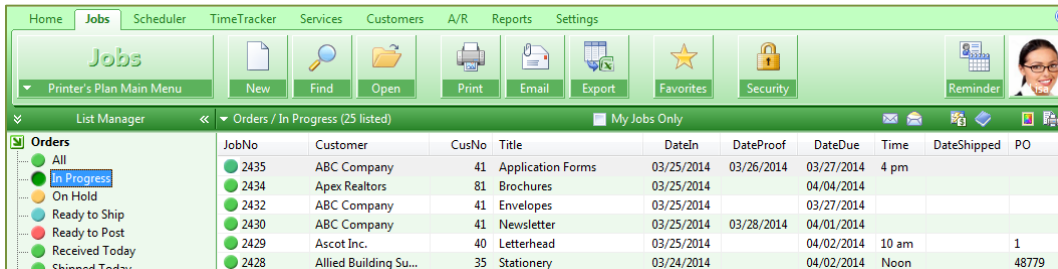 Home Jobs Scheduler TimeTracker Services Customers A/R Reports Settings
Jobs
Printer's Plan Main Menu New Find Open Print Email Export Favorites Security Reminder Lisa
List Manager Orders / In Progress (25 listed) My Jobs Only
Orders JobNo Customer CusNo Title DateIn DateProof DateDue Time DateShipped PO
All 2435 ABC Company 41 Application Forms 03/25/2014 03/26/2014 03/27/2014 4 pm
In Progress 2434 Apex Realtors 81 Brochures 03/25/2014 04/04/2014
On Hold 2432 ABC Company 41 Envelopes 03/25/2014 03/27/2014
Ready to Ship 2430 ABC Company 41 Newsletter 03/25/2014 03/28/2014 04/01/2014
Ready to Post 2429 Ascot Inc. 40 Letterhead 03/25/2014 04/02/2014 10 am 1
Received Today 2428 Allied Building Su... 35 Stationery 03/24/2014 04/02/2014 Noon 48779
Shipped Today